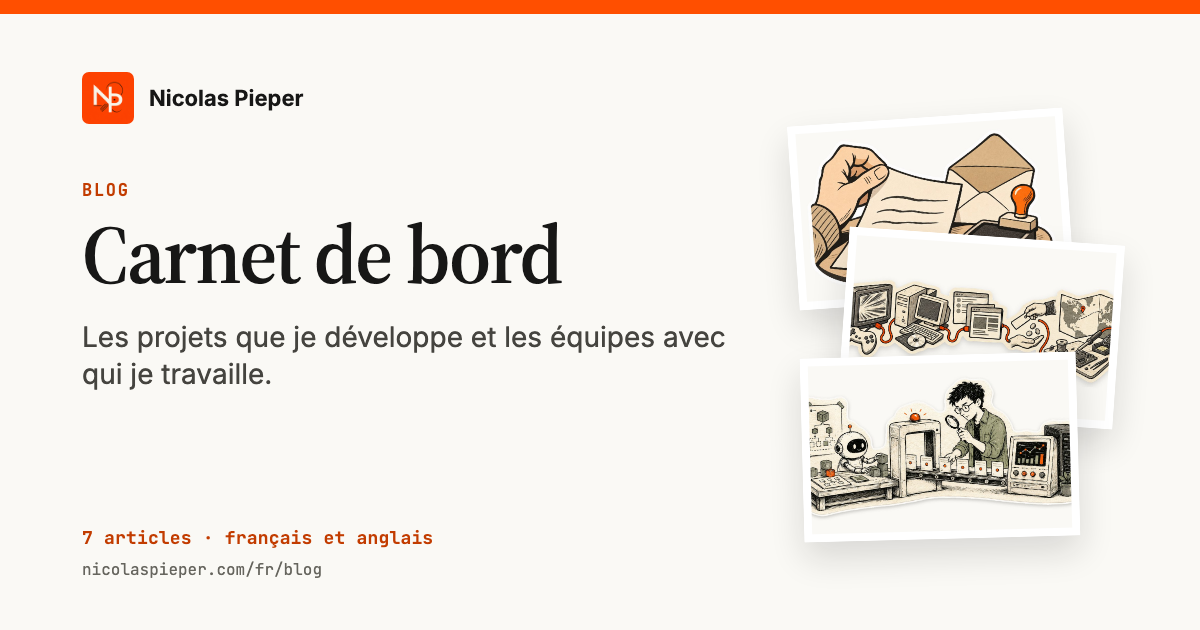 NP
Nicolas Pieper
BLOG
Carnet de bord
Les projets que je développe et les équipes avec
qui je travaille.
7 articles · français et anglais
nicolaspieper.com/fr/blog